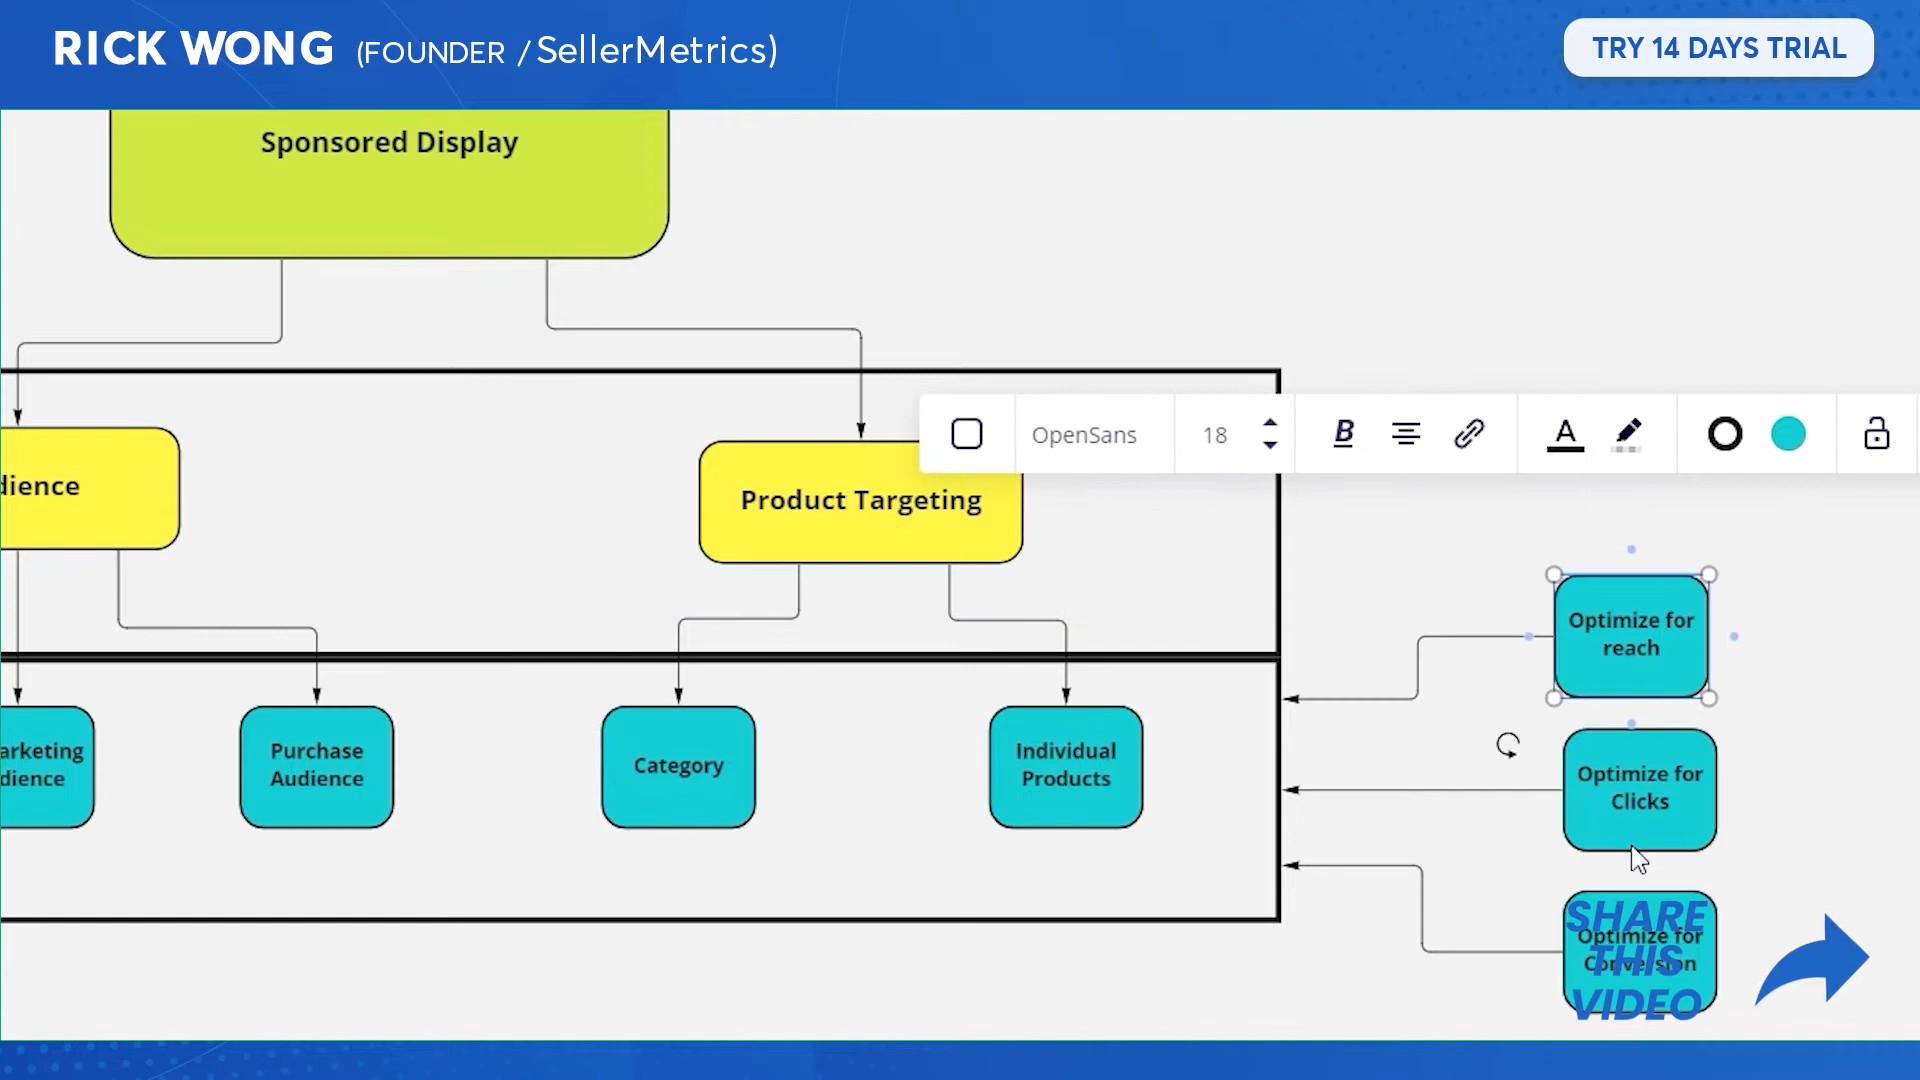 RICK WONG (FOUNDER / SellerMetrics)
TRY 14 DAYS TRIAL
Sponsored Display
OpenSans
18
B
A
dience
Product Targeting
Optimize for
reach
arketing
dience
Purchase
Audience
Category
Individual
Products
Optimize for
Clicks
Optimize for
Conversion
SHARE
THIS
VIDEO